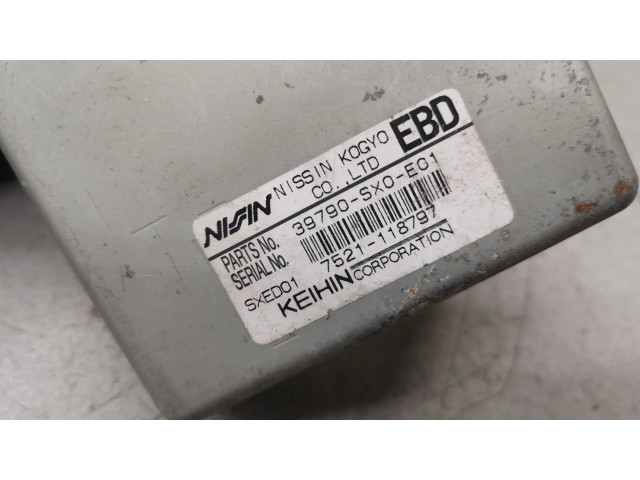 NISSIN NISSIN KOGYO CO.,LTD EBD
PARTS No. 39790-SX0-E01
SERIAL No.
7521-118797
SXED01
KEIHIN CORPORATION